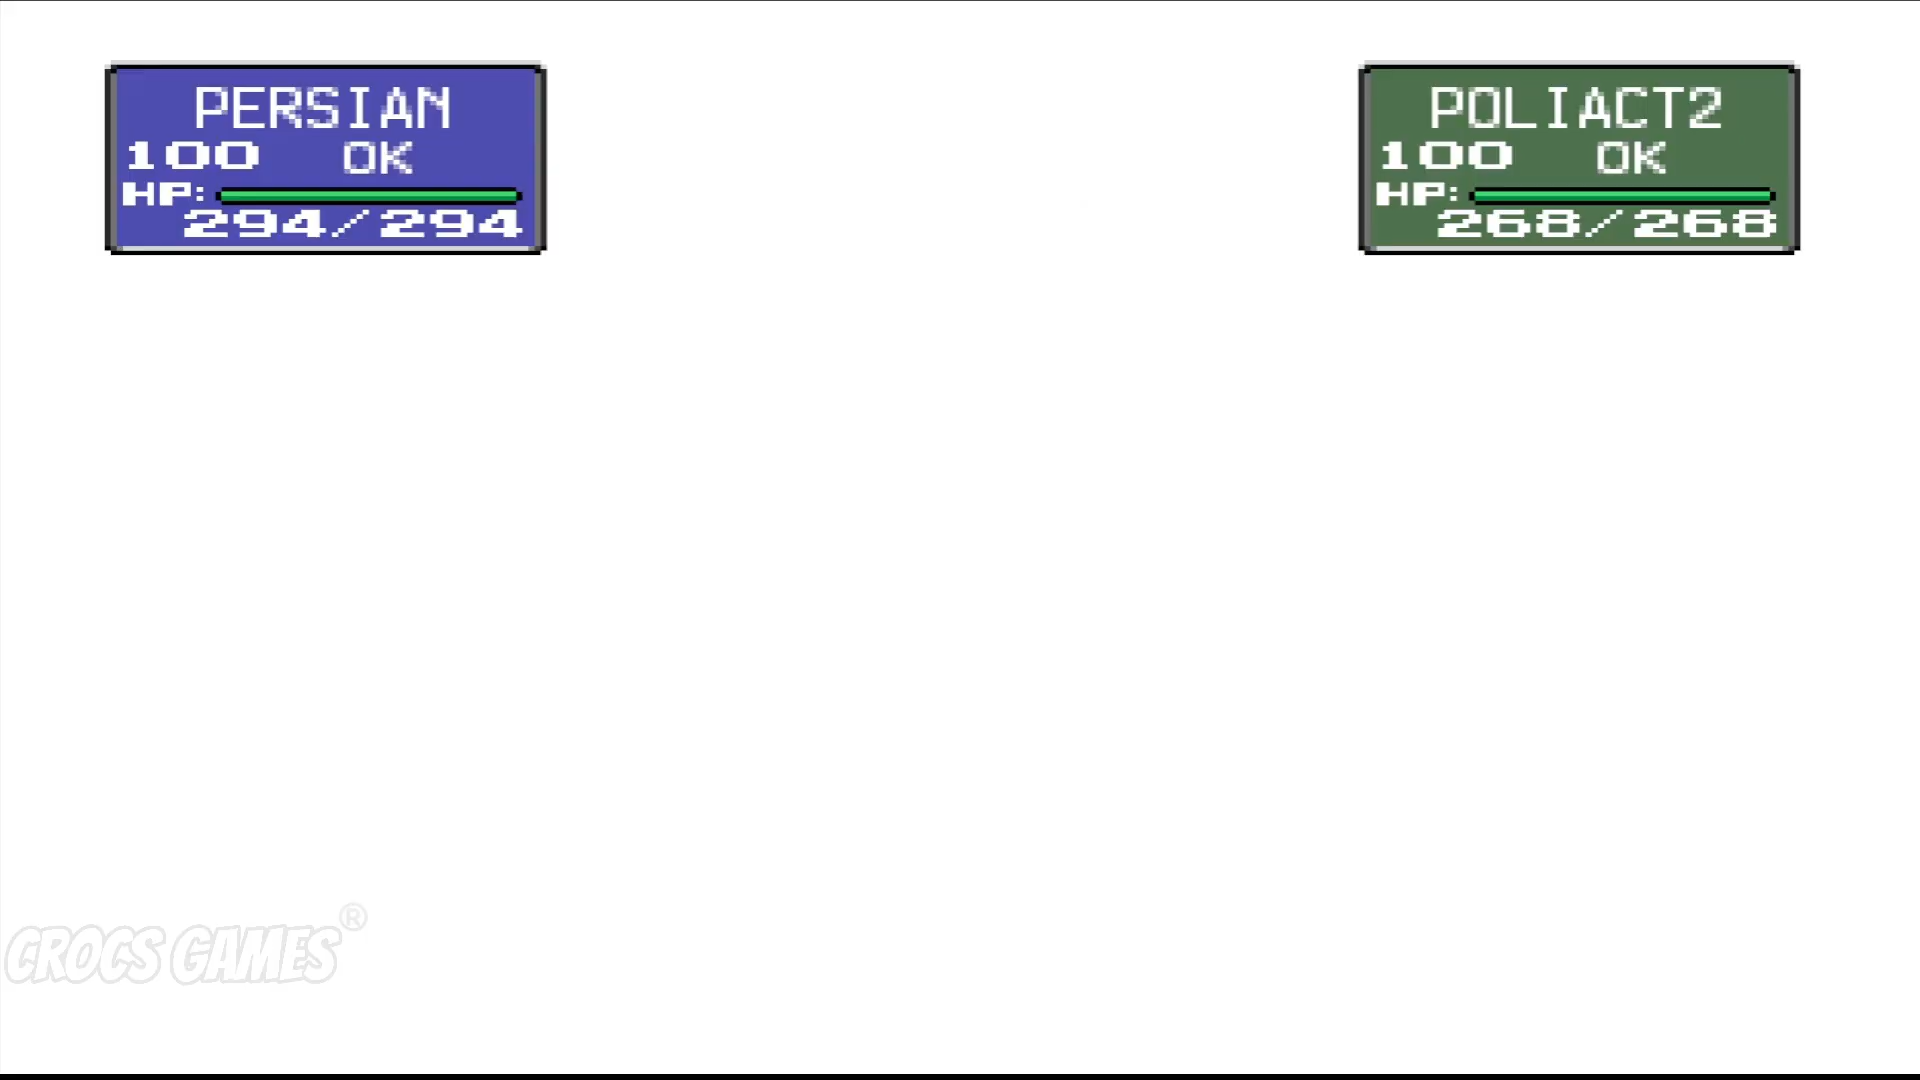 PERSIAN
100 OK
HP:
294/294
POLIACT2
100 OK
HP:
268/268
CROCS GAMES®